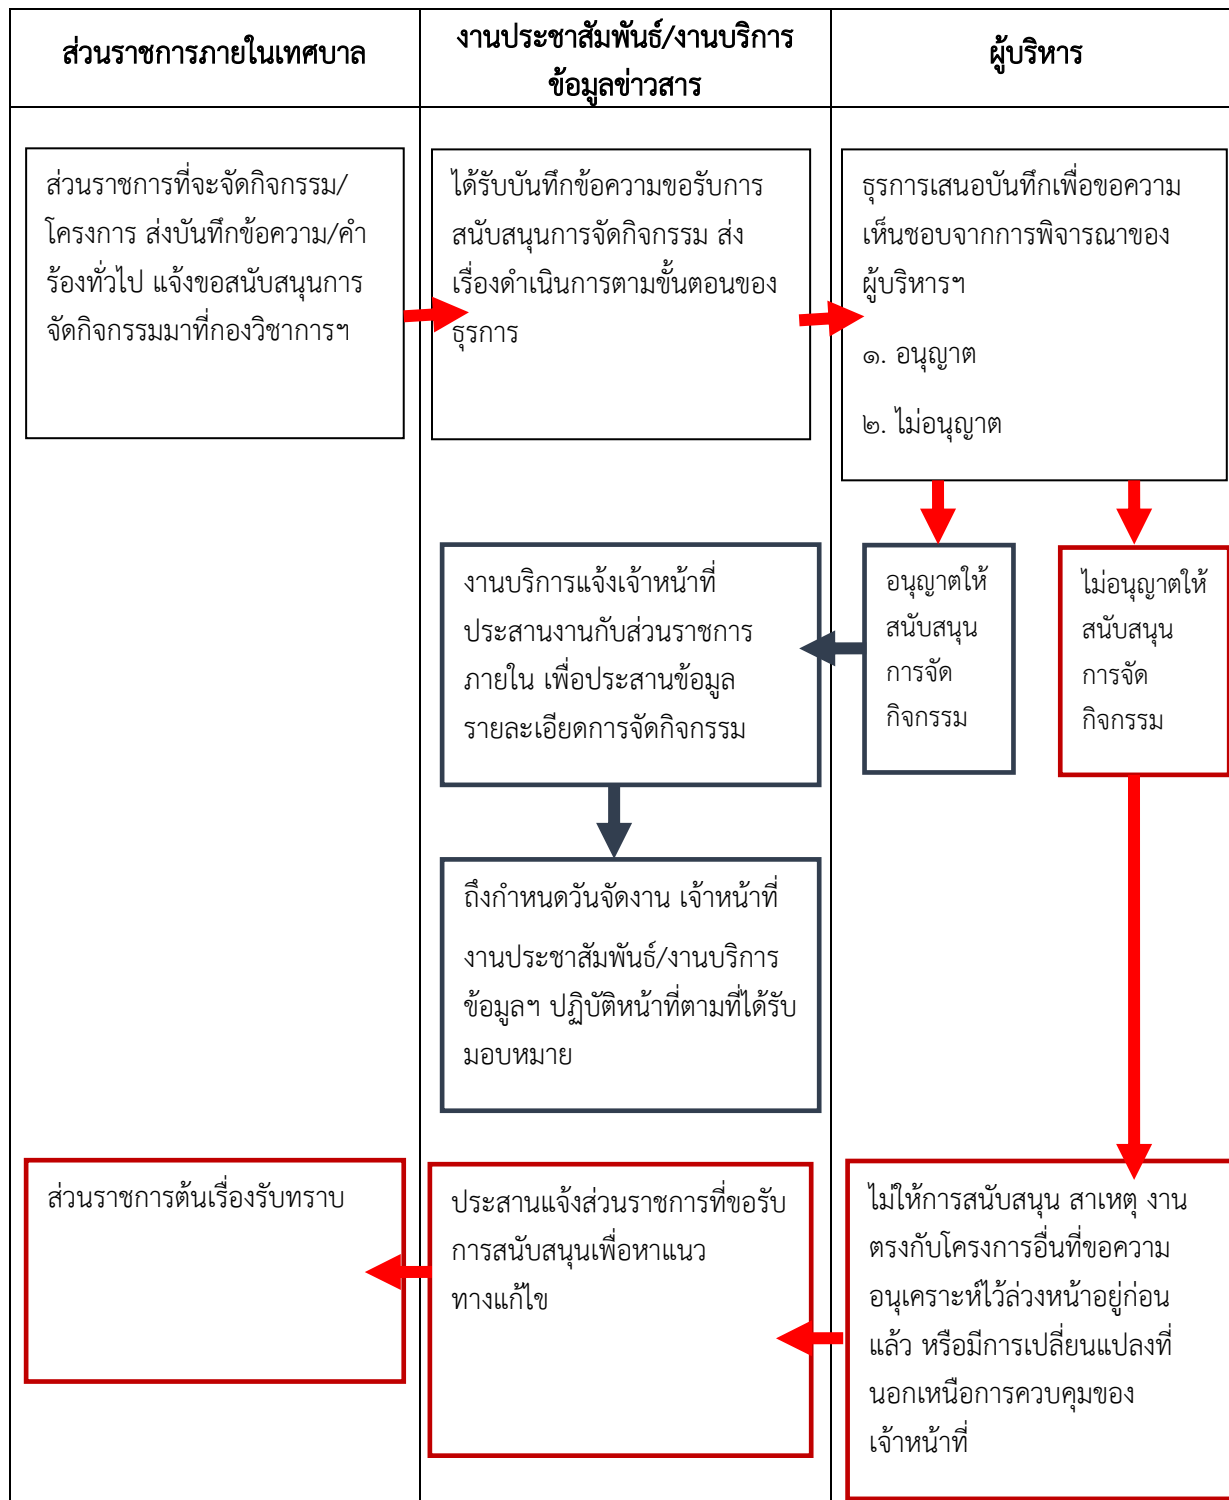 ส่วนราชการภายในเทศบาล
งานประชาสัมพันธ์/งานบริการ
ข้อมูลข่าวสาร
ผู้บริหาร
ส่วนราชการที่จะจัดกิจกรรม/
โครงการ ส่งบันทึกข้อความ/คำ
ร้องทั่วไป แจ้งขอสนับสนุนการ
จัดกิจกรรมมาที่กองวิชาการฯ
ได้รับบันทึกข้อความขอรับการ
สนับสนุนการจัดกิจกรรม ส่ง
เรื่องดำเนินการตามขั้นตอนของ
ธุรการ
ธุรการเสนอบันทึกเพื่อขอความ
เห็นชอบจากการพิจารณาของ
ผู้บริหารฯ
๑. อนุญาต
๒. ไม่อนุญาต
อนุญาตให้
สนับสนุน
การจัด
กิจกรรม
ไม่อนุญาตให้
สนับสนุน
การจัด
กิจกรรม
งานบริการแจ้งเจ้าหน้าที่
ประสานงานกับส่วนราชการ
ภายใน เพื่อประสานข้อมูล
รายละเอียดการจัดกิจกรรม
ถึงกำหนดวันจัดงาน เจ้าหน้าที่
งานประชาสัมพันธ์/งานบริการ
ข้อมูลฯ ปฏิบัติหน้าที่ตามที่ได้รับ
มอบหมาย
ไม่ให้การสนับสนุน สาเหตุ งาน
ตรงกับโครงการอื่นที่ขอความ
อนุเคราะห์ไว้ล่วงหน้าอยู่ก่อน
แล้ว หรือมีการเปลี่ยนแปลงที่
นอกเหนือการควบคุมของ
เจ้าหน้าที่
ประสานแจ้งส่วนราชการที่ขอรับ
การสนับสนุนเพื่อหาแนว
ทางแก้ไข
ส่วนราชการต้นเรื่องรับทราบ